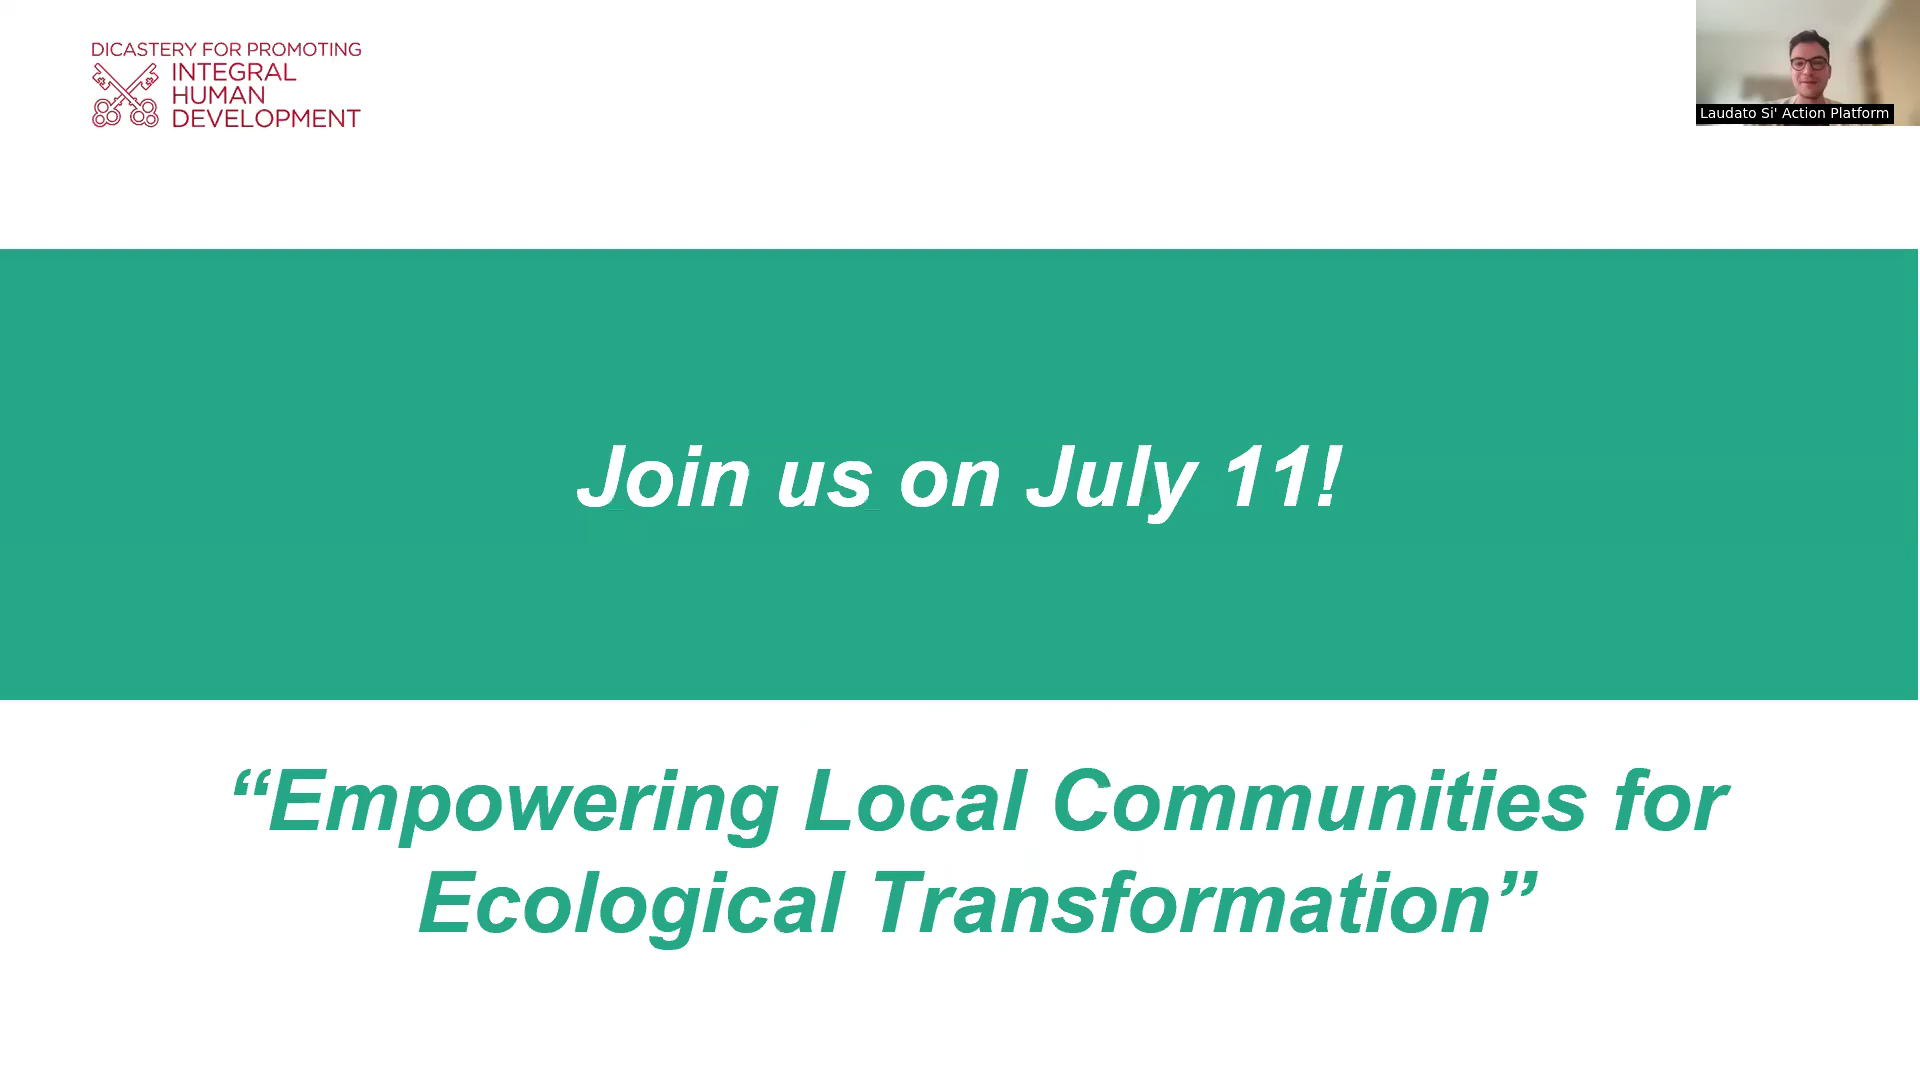 DICASTERY FOR PROMOTING
INTEGRAL
HUMAN
DEVELOPMENT
Laudato Si' Action Platform
Join us on July 11!
“Empowering Local Communities for
Ecological Transformation”